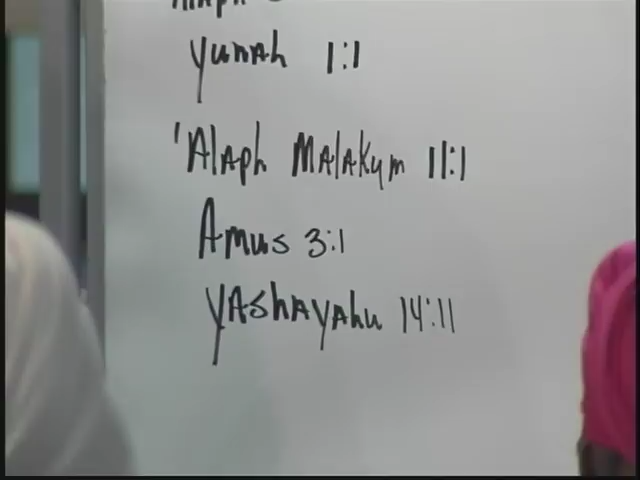 Yunah 1:1
'Alaph Malakym 11:1
Amus 3:1
Yashayahu 14:11